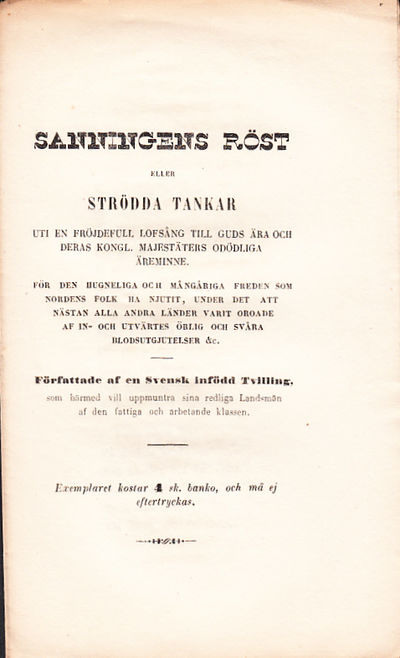 SANNINGENS RÖST
ELLER
STRÖDDA TANKAR
UTI EN FRÖJDEFULL LOFSÅNG TILL GUDS ÄRA OCH
DERAS KONGL. MAJESTÄTERS ODÖDLIGA
ÄREMINNE.
FÖR DEN HUGNELIGA OCH MÅNGÅRIGA FREDEN SOM
NORDENS FOLK HA NJUTIT, UNDER DET ATT
NÄSTAN ALLA ANDRA LÄNDER VARIT OROADE
AF IN- OCH UTVÄRTES ÖBLIG OCH SVÅRA
BLODSUTGJUTELSER &c.
Författade af en Svensk infödd Tvilling,
som härmed vill uppmuntra sina redliga Landsmän
af den fattiga och arbetande klassen.
Exemplaret kostar 4 sk. banko, och må ej
eftertryckas.